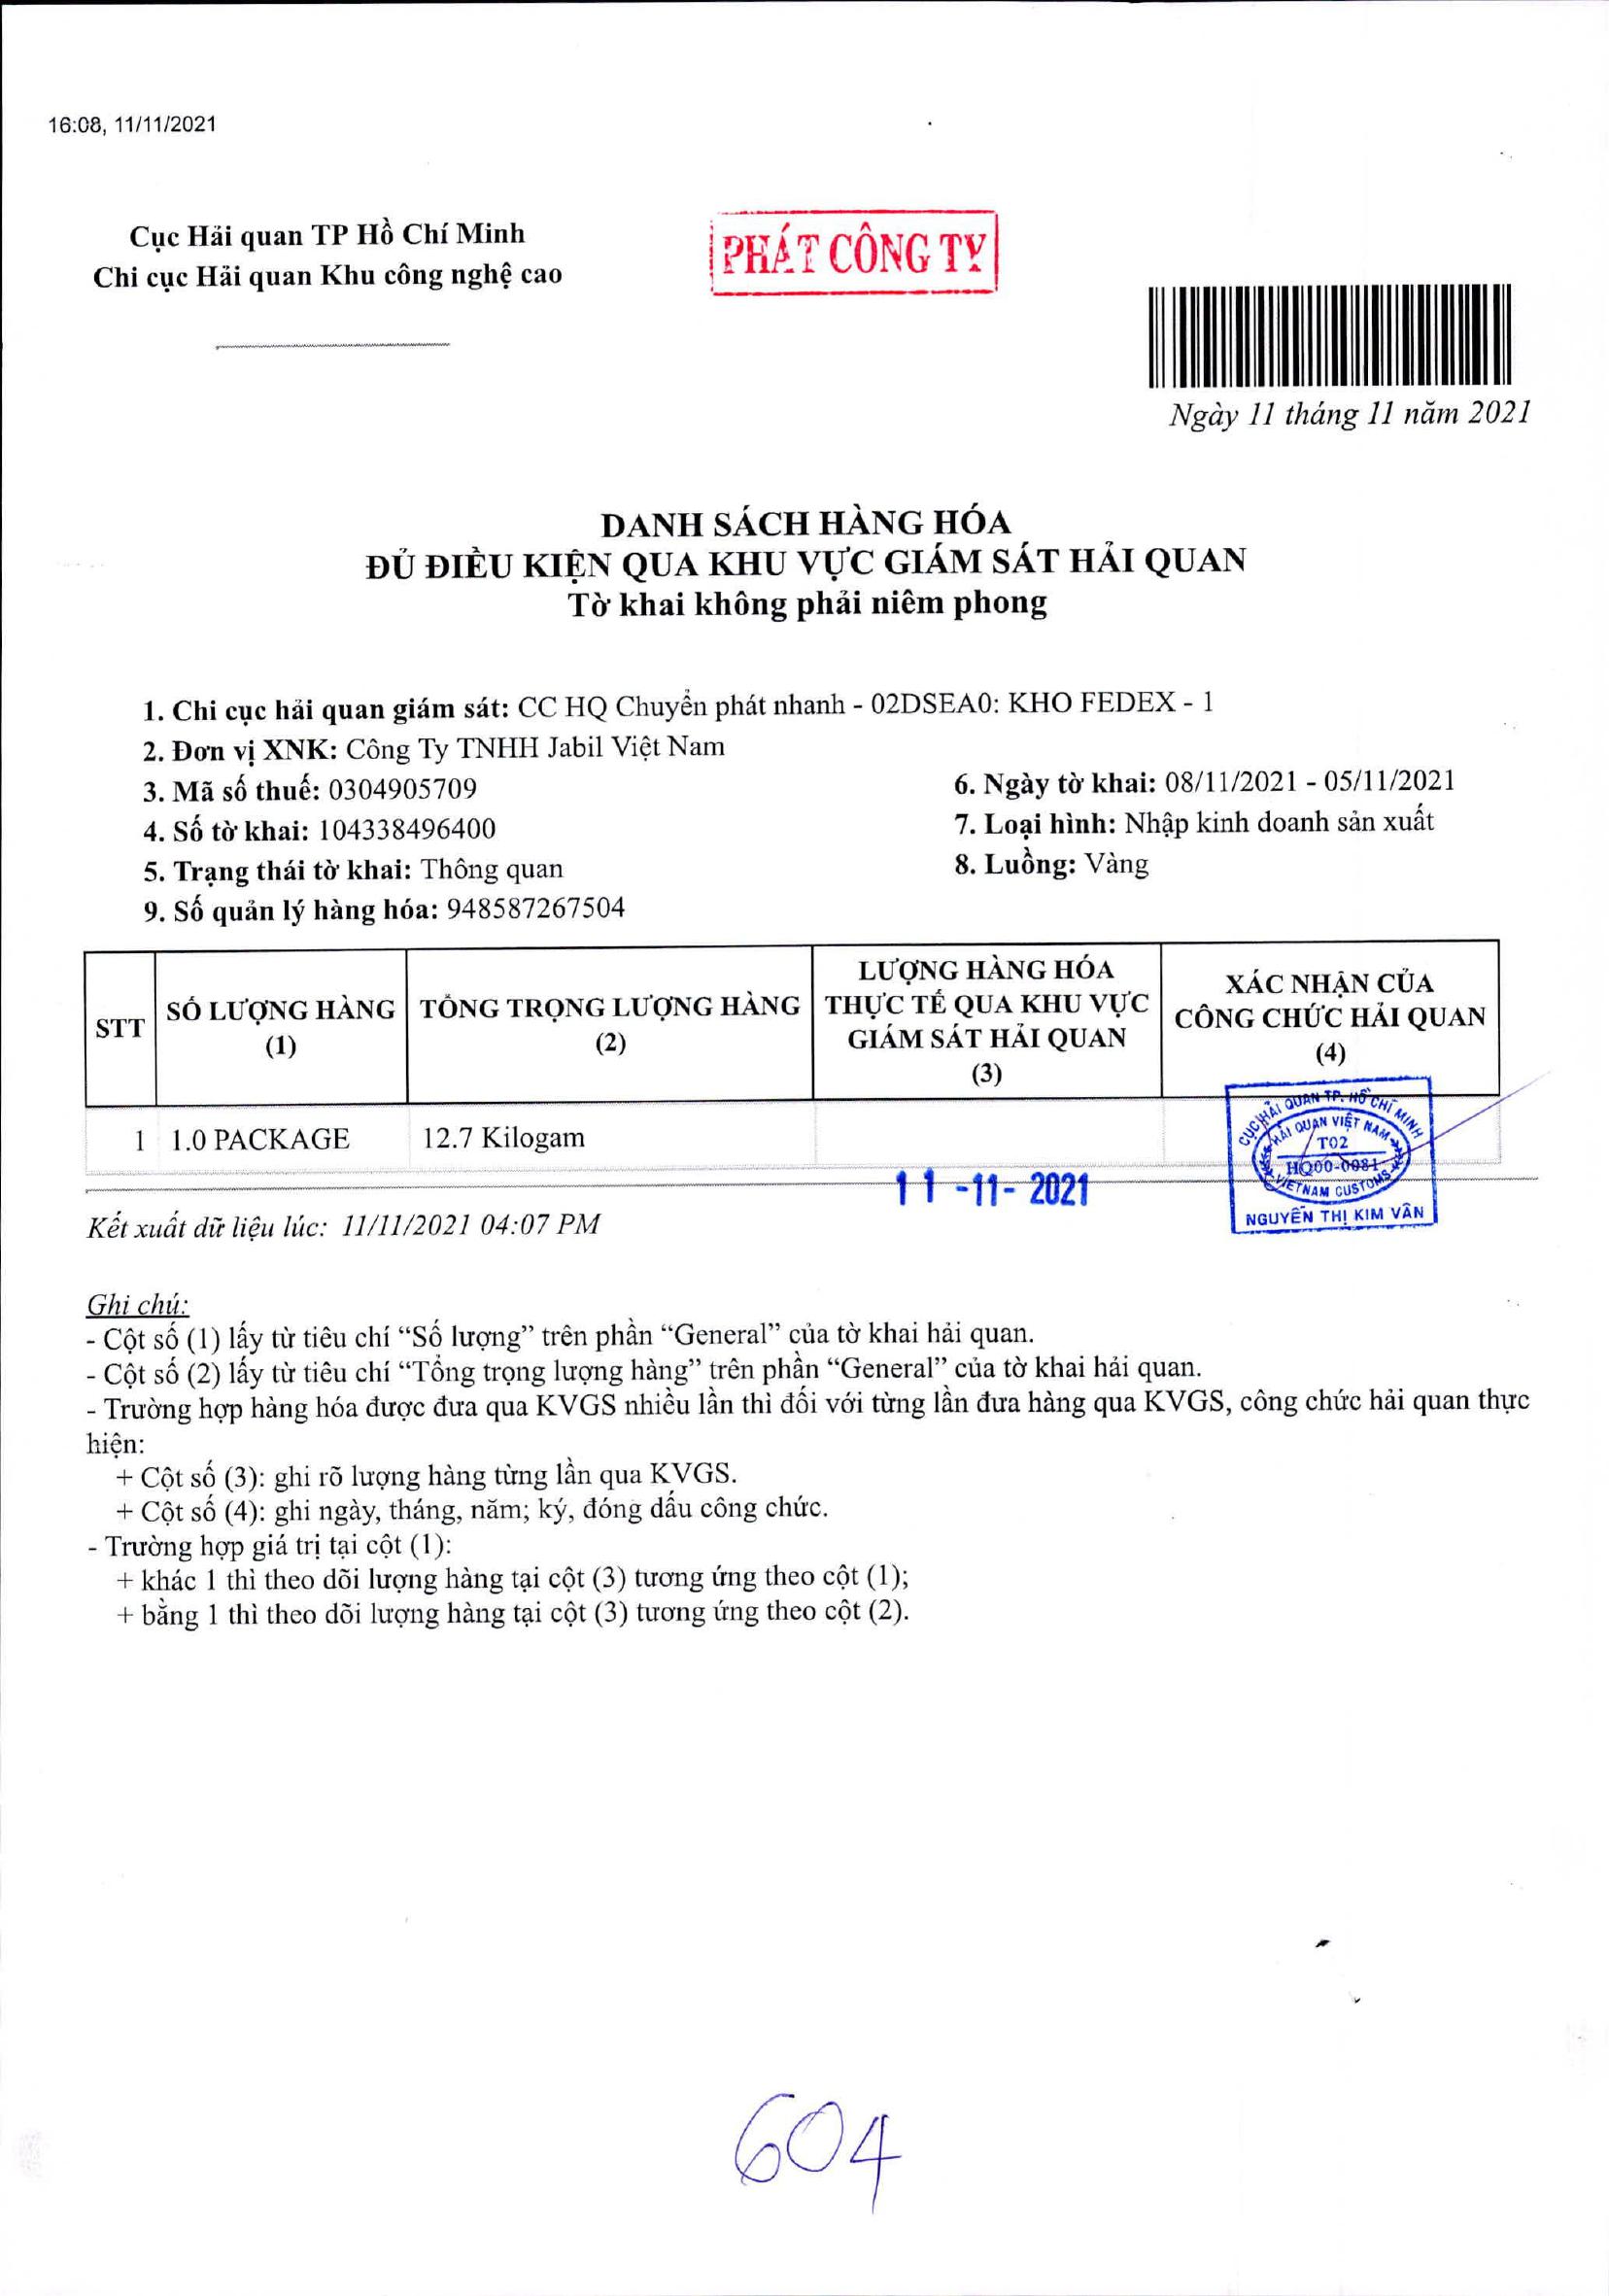 16:08, 11/11/2021
Cục Hải quan TP Hồ Chí Minh
Chi cục Hải quan Khu công nghệ cao
PHÁT CÔNG TY
Ngày 11 tháng 11 năm 2021
DANH SÁCH HÀNG HÓA
ĐỦ ĐIỀU KIỆN QUA KHU VỰC GIÁM SÁT HẢI QUAN
Tờ khai không phải niêm phong
1. Chi cục hải quan giám sát: CC HQ Chuyển phát nhanh - 02DSEA0: KHO FEDEX - 1
2. Đơn vị XNK: Công Ty TNHH Jabil Việt Nam
3. Mã số thuế: 0304905709
6. Ngày tờ khai: 08/11/2021 - 05/11/2021
4. Số tờ khai: 104338496400
7. Loại hình: Nhập kinh doanh sản xuất
5. Trạng thái tờ khai: Thông quan
8. Luồng: Vàng
9. Số quản lý hàng hóa: 948587267504
STT
SỐ LƯỢNG HÀNG
(1)
TỔNG TRỌNG LƯỢNG HÀNG
(2)
LƯỢNG HÀNG HÓA
THỰC TẾ QUA KHU VỰC
GIÁM SÁT HẢI QUAN
(3)
XÁC NHẬN CỦA
CÔNG CHỨC HẢI QUAN
(4)
1 1.0 PACKAGE 12.7 Kilogam
CỤC HẢI QUAN TP. HỒ CHÍ MINH
HẢI QUAN VIỆT NAM
T02
HQ00-0081
VIETNAM CUSTOMS
NGUYỄN THỊ KIM VÂN
11 -11- 2021
Kết xuất dữ liệu lúc: 11/11/2021 04:07 PM
Ghi chú:
- Cột số (1) lấy từ tiêu chí “Số lượng” trên phần “General” của tờ khai hải quan.
- Cột số (2) lấy từ tiêu chí “Tổng trọng lượng hàng” trên phần “General” của tờ khai hải quan.
- Trường hợp hàng hóa được đưa qua KVGS nhiều lần thì đối với từng lần đưa hàng qua KVGS, công chức hải quan thực
hiện:
+ Cột số (3): ghi rõ lượng hàng từng lần qua KVGS.
+ Cột số (4): ghi ngày, tháng, năm; ký, đóng dấu công chức.
- Trường hợp giá trị tại cột (1):
+ khác 1 thì theo dõi lượng hàng tại cột (3) tương ứng theo cột (1);
+ bằng 1 thì theo dõi lượng hàng tại cột (3) tương ứng theo cột (2).
604